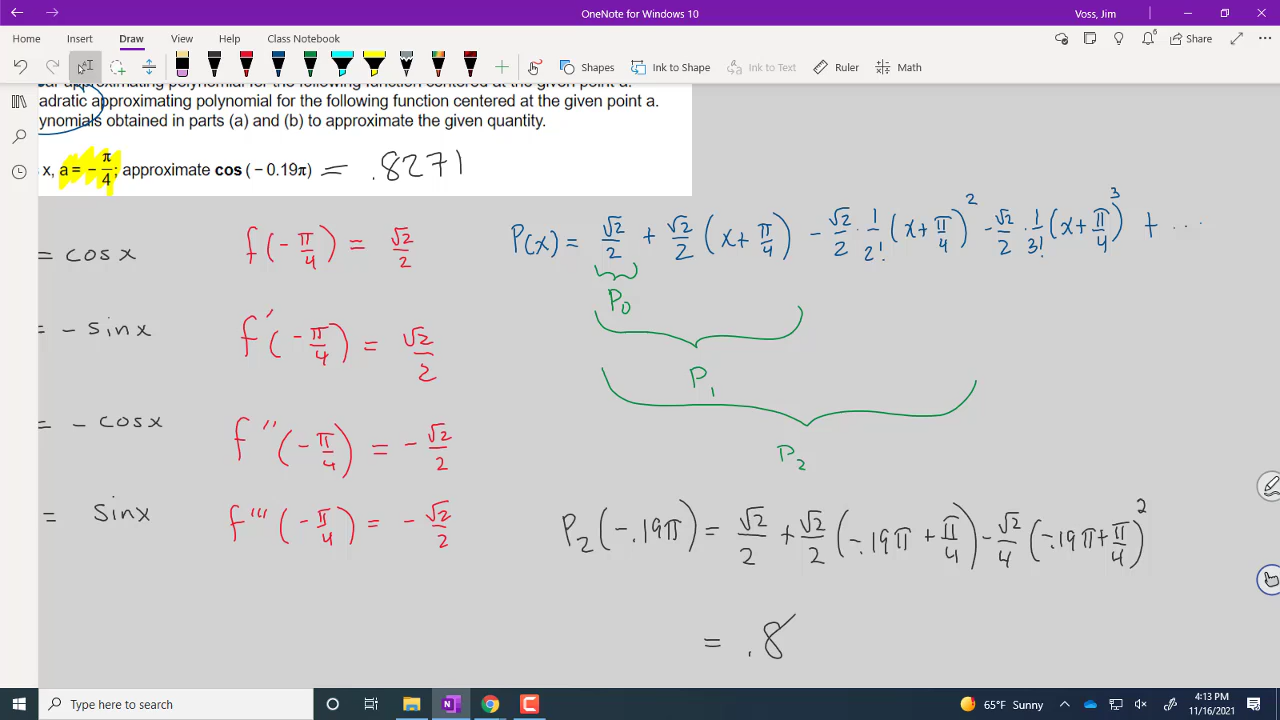 OneNote for Windows 10
Voss, Jim
Home Insert Draw View Help Class Notebook
Share
Shapes Ink to Shape Ink to Text Ruler Math
adratic approximating polynomial for the following function centered at the given point a.
ynomials obtained in parts (a) and (b) to approximate the given quantity.
x, a = − π/4; approximate cos (− 0.19π) = .8271
P(x) = √2/2 + √2/2 (x + π/4) − √2/2 · 1/2! (x + π/4)^2 − √2/2 · 1/3! (x + π/4)^3 + ...
= cos x f(−π/4) = √2/2
P0
= − sin x f'(−π/4) = √2/2
P1
= − cos x f''(−π/4) = − √2/2
P2
= sin x f'''(−π/4) = − √2/2
P2(−.19π) = √2/2 + √2/2 (−.19π + π/4) − √2/4 (−.19π + π/4)^2
= .8
Type here to search
65°F Sunny
4:13 PM
11/16/2021